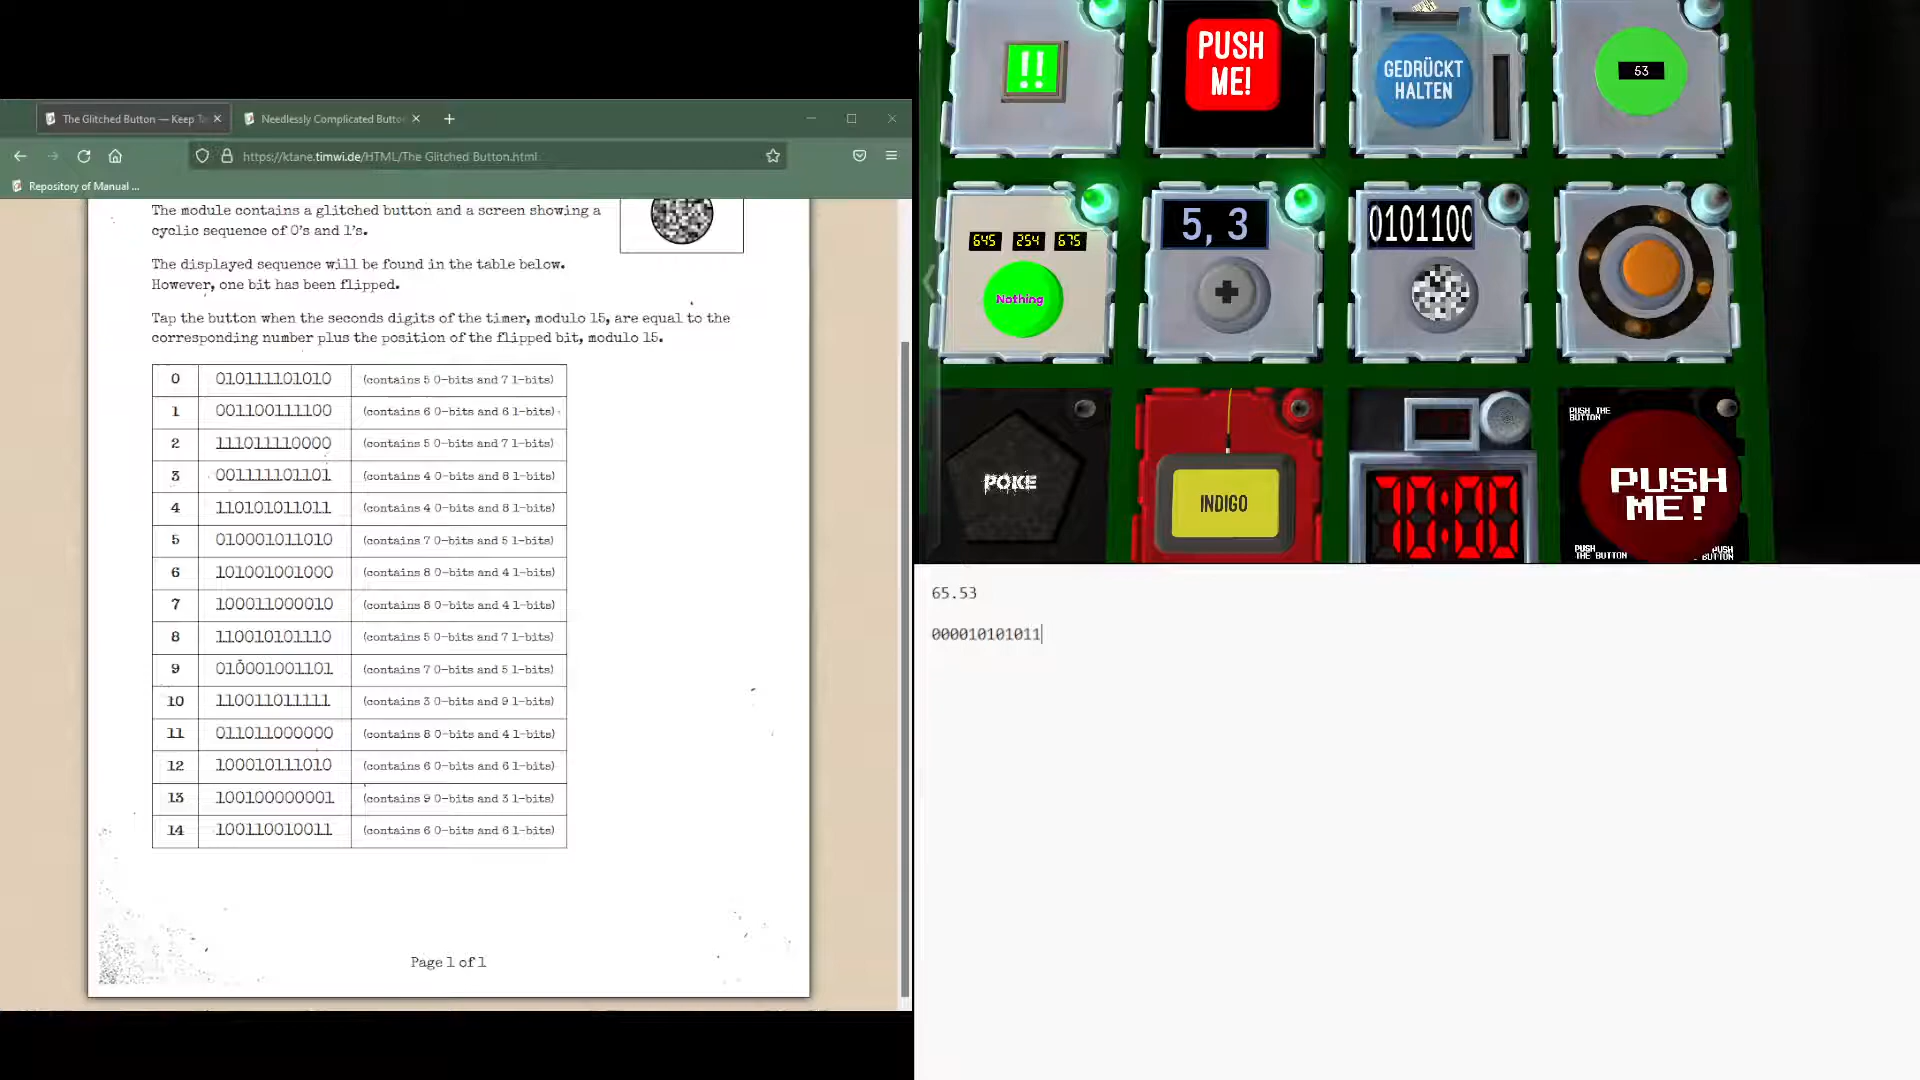 The Glitched Button — Keep Ta
Needlessly Complicated Butto
https://ktane.timwi.de/HTML/The Glitched Button.html
Repository of Manual ...
The module contains a glitched button and a screen showing a
cyclic sequence of 0's and 1's.
The displayed sequence will be found in the table below.
However, one bit has been flipped.
Tap the button when the seconds digits of the timer, modulo 15, are equal to the
corresponding number plus the position of the flipped bit, modulo 15.
0 010111101010 (contains 5 0-bits and 7 1-bits)
1 001100111100 (contains 6 0-bits and 6 1-bits)
2 111011110000 (contains 5 0-bits and 7 1-bits)
3 001111101101 (contains 4 0-bits and 8 1-bits)
4 110101011011 (contains 4 0-bits and 8 1-bits)
5 010001011010 (contains 7 0-bits and 5 1-bits)
6 101001001000 (contains 8 0-bits and 4 1-bits)
7 100011000010 (contains 8 0-bits and 4 1-bits)
8 110010101110 (contains 5 0-bits and 7 1-bits)
9 010001001101 (contains 7 0-bits and 5 1-bits)
10 110011011111 (contains 3 0-bits and 9 1-bits)
11 011011000000 (contains 8 0-bits and 4 1-bits)
12 100010111010 (contains 6 0-bits and 6 1-bits)
13 100100000001 (contains 9 0-bits and 3 1-bits)
14 100110010011 (contains 6 0-bits and 6 1-bits)
Page 1 of 1
!!
PUSH
ME!
GEDRÜCKT
HALTEN
53
645 254 675
Nothing
5, 3
0101100
POKE
INDIGO
10:00
PUSH THE
BUTTON
PUSH
ME!
PUSH
THE BUTTON
PUSH
BUTTON
65.53
000010101011